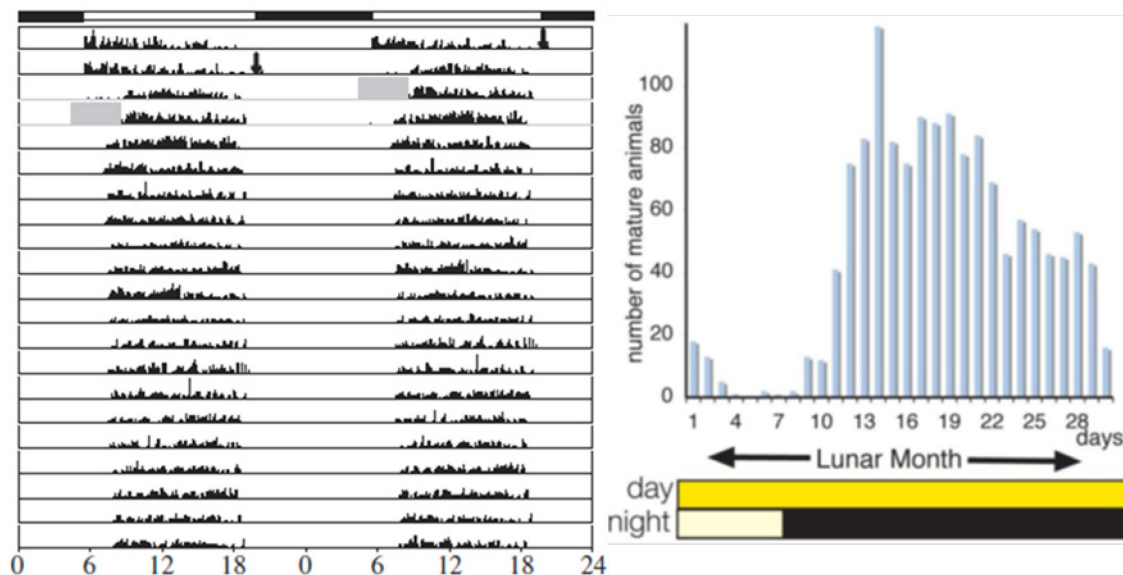 0 6 12 18 0 6 12 18 24
number of mature animals
100
80
60
40
20
0
1 4 7 10 13 16 19 22 25 28
days
Lunar Month
day
night